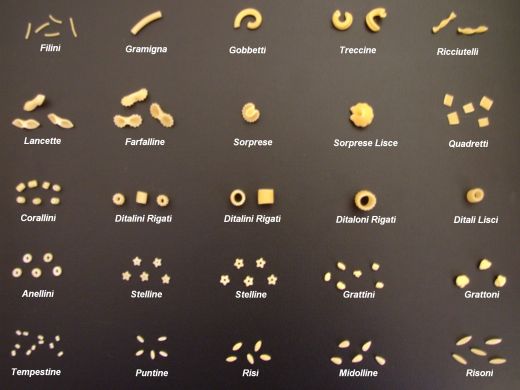 Filini Gramigna Gobbetti Treccine Ricciutelli
Lancette Farfalline Sorprese Sorprese Lisce Quadretti
Corallini Ditalini Rigati Ditalini Rigati Ditaloni Rigati Ditali Lisci
Anellini Stelline Stelline Grattini Grattoni
Tempestine Puntine Risi Midolline Risoni